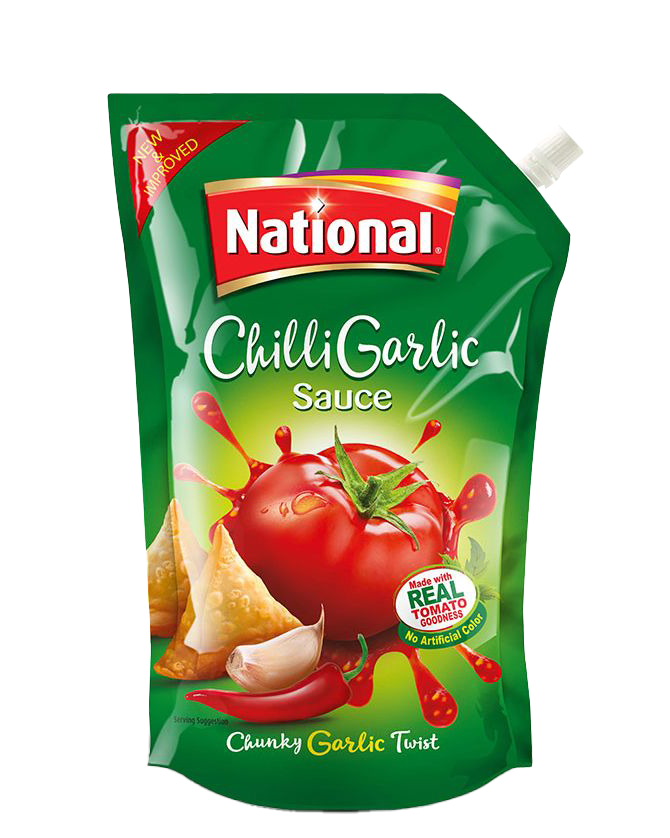 NEW
&
IMPROVED
National®
Chilli Garlic
Sauce
Made with
REAL
TOMATO
GOODNESS
No Artificial Color
Serving Suggestion
Chunky Garlic Twist